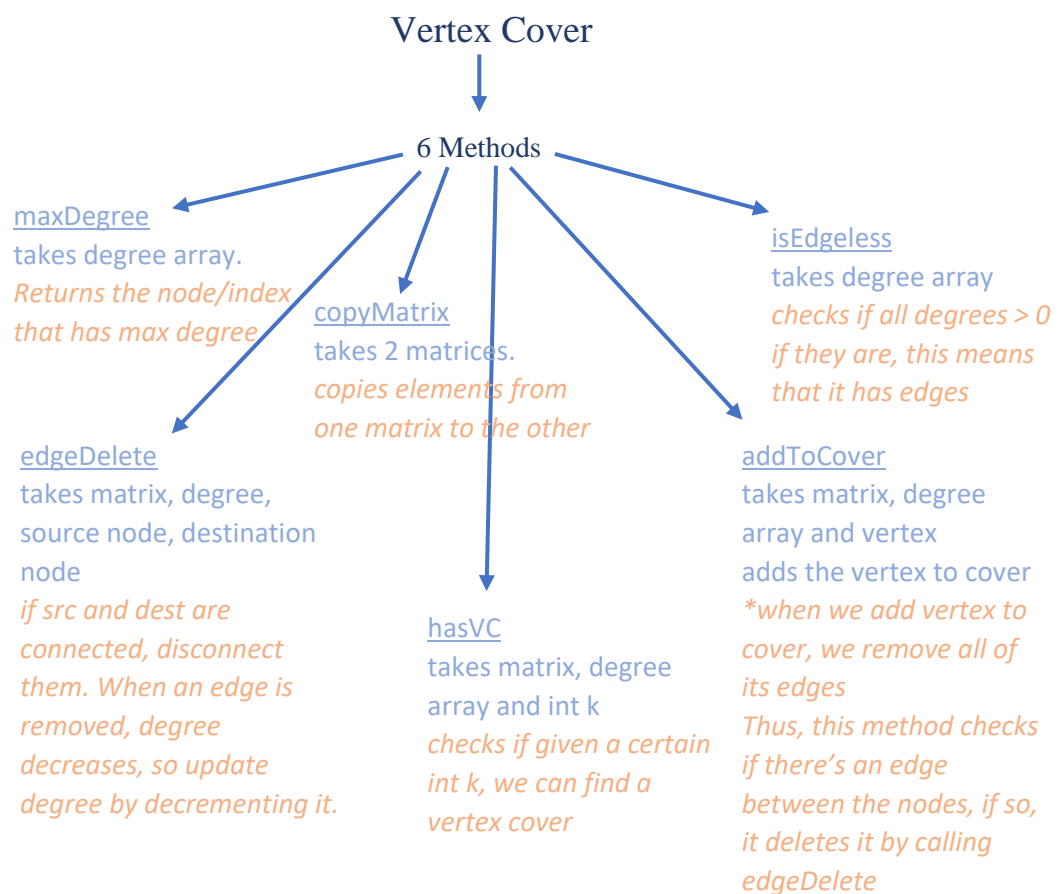 Vertex Cover
6 Methods
maxDegree
takes degree array.
Returns the node/index
that has max degree
copyMatrix
takes 2 matrices.
copies elements from
one matrix to the other
isEdgeless
takes degree array
checks if all degrees > 0
if they are, this means
that it has edges
edgeDelete
takes matrix, degree,
source node, destination
node
if src and dest are
connected, disconnect
them. When an edge is
removed, degree
decreases, so update
degree by decrementing it.
hasVC
takes matrix, degree
array and int k
checks if given a certain
int k, we can find a
vertex cover
addToCover
takes matrix, degree
array and vertex
adds the vertex to cover
*when we add vertex to
cover, we remove all of
its edges
Thus, this method checks
if there's an edge
between the nodes, if so,
it deletes it by calling
edgeDelete